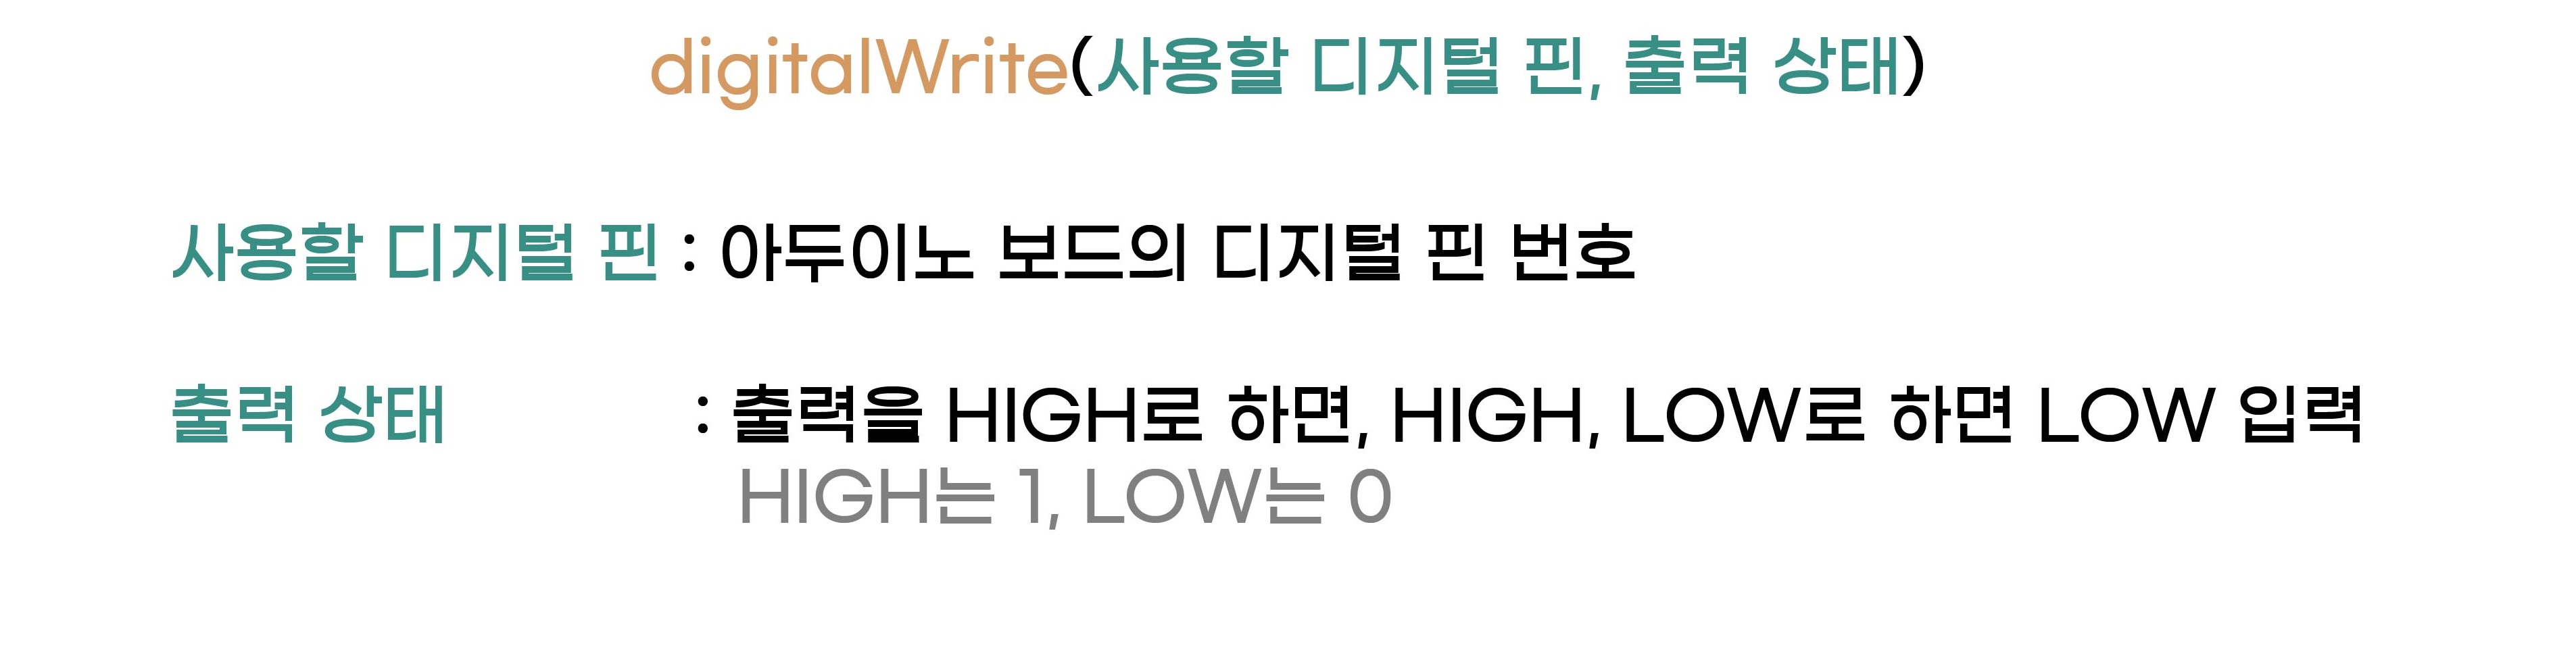 digitalWrite(사용할 디지털 핀, 출력 상태)
사용할 디지털 핀 : 아두이노 보드의 디지털 핀 번호
출력 상태 : 출력을 HIGH로 하면, HIGH, LOW로 하면 LOW 입력
HIGH는 1, LOW는 0